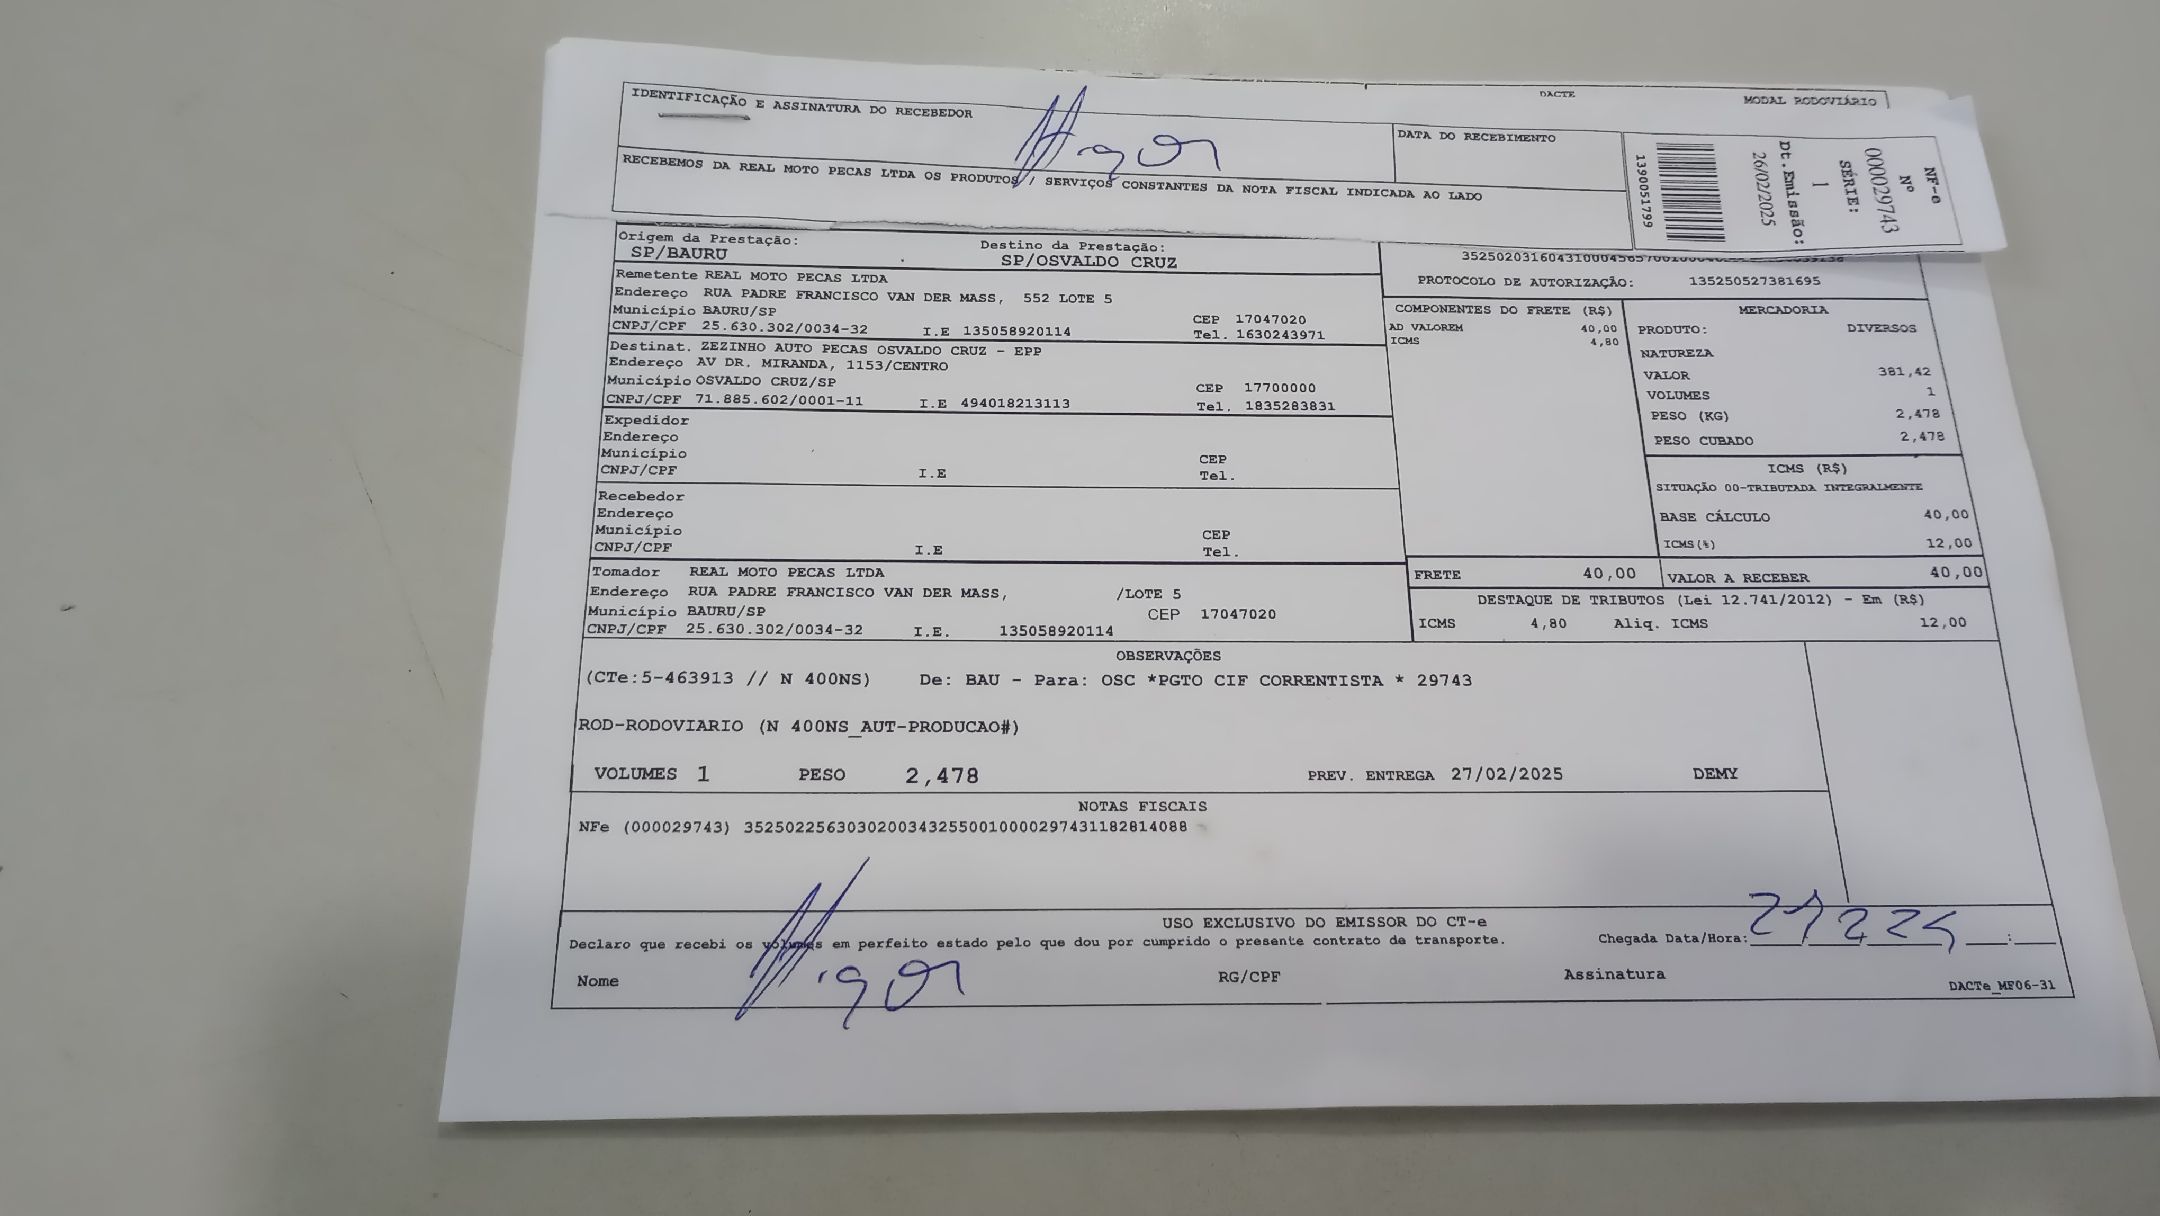 IDENTIFICAÇÃO E ASSINATURA DO RECEBEDOR
Higor
DATA DO RECEBIMENTO
RECEBEMOS DA REAL MOTO PECAS LTDA OS PRODUTOS / SERVIÇOS CONSTANTES DA NOTA FISCAL INDICADA AO LADO
DACTE
MODAL RODOVIÁRIO
NF-e
Nº
000029743
SÉRIE:
1
Dt.Emissão:
26/02/2025
1390051799
Origem da Prestação:
SP/BAURU
Destino da Prestação:
SP/OSVALDO CRUZ
Remetente REAL MOTO PECAS LTDA
Endereço RUA PADRE FRANCISCO VAN DER MASS, 552 LOTE 5
Município BAURU/SP CEP 17047020
CNPJ/CPF 25.630.302/0034-32 I.E 135058920114 Tel. 1630243971
Destinat. ZEZINHO AUTO PECAS OSVALDO CRUZ - EPP
Endereço AV DR. MIRANDA, 1153/CENTRO
Município OSVALDO CRUZ/SP CEP 17700000
CNPJ/CPF 71.885.602/0001-11 I.E 494018213113 Tel. 1835283831
Expedidor
Endereço
Município CEP
CNPJ/CPF I.E Tel.
Recebedor
Endereço
Município CEP
CNPJ/CPF I.E Tel.
Tomador REAL MOTO PECAS LTDA
Endereço RUA PADRE FRANCISCO VAN DER MASS, /LOTE 5
Município BAURU/SP CEP 17047020
CNPJ/CPF 25.630.302/0034-32 I.E. 135058920114
PROTOCOLO DE AUTORIZAÇÃO: 135250527381695
COMPONENTES DO FRETE (R$)
AD VALOREM 40,00
ICMS 4,80
MERCADORIA
PRODUTO: DIVERSOS
NATUREZA
VALOR 381,42
VOLUMES 1
PESO (KG) 2,478
PESO CUBADO 2,478
ICMS (R$)
SITUAÇÃO 00-TRIBUTADA INTEGRALMENTE
BASE CÁLCULO 40,00
ICMS(%) 12,00
FRETE 40,00 VALOR A RECEBER 40,00
DESTAQUE DE TRIBUTOS (Lei 12.741/2012) - Em (R$)
ICMS 4,80 Aliq. ICMS 12,00
OBSERVAÇÕES
(CTe:5-463913 // N 400NS) De: BAU - Para: OSC *PGTO CIF CORRENTISTA * 29743
ROD-RODOVIARIO (N 400NS_AUT-PRODUCAO#)
VOLUMES 1 PESO 2,478 PREV. ENTREGA 27/02/2025 DEMY
NOTAS FISCAIS
NFe (000029743) 35250225630302003432550010000297431182814088
USO EXCLUSIVO DO EMISSOR DO CT-e
Declaro que recebi os volumes em perfeito estado pelo que dou por cumprido o presente contrato de transporte.
Chegada Data/Hora: 27/2/25 __:__
Nome Higor RG/CPF Assinatura
DACTe_MF06-31